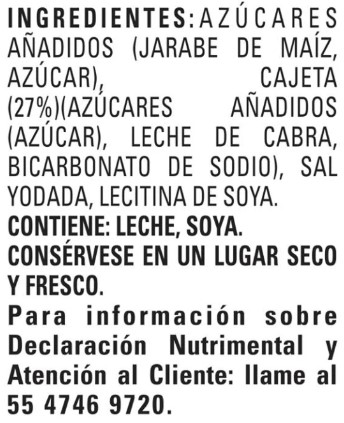 INGREDIENTES: AZÚCARES
AÑADIDOS (JARABE DE MAÍZ,
AZÚCAR), CAJETA
(27%)(AZÚCARES AÑADIDOS
(AZÚCAR), LECHE DE CABRA,
BICARBONATO DE SODIO), SAL
YODADA, LECITINA DE SOYA.
CONTIENE: LECHE, SOYA.
CONSÉRVESE EN UN LUGAR SECO
Y FRESCO.
Para información sobre
Declaración Nutrimental y
Atención al Cliente: llame al
55 4746 9720.